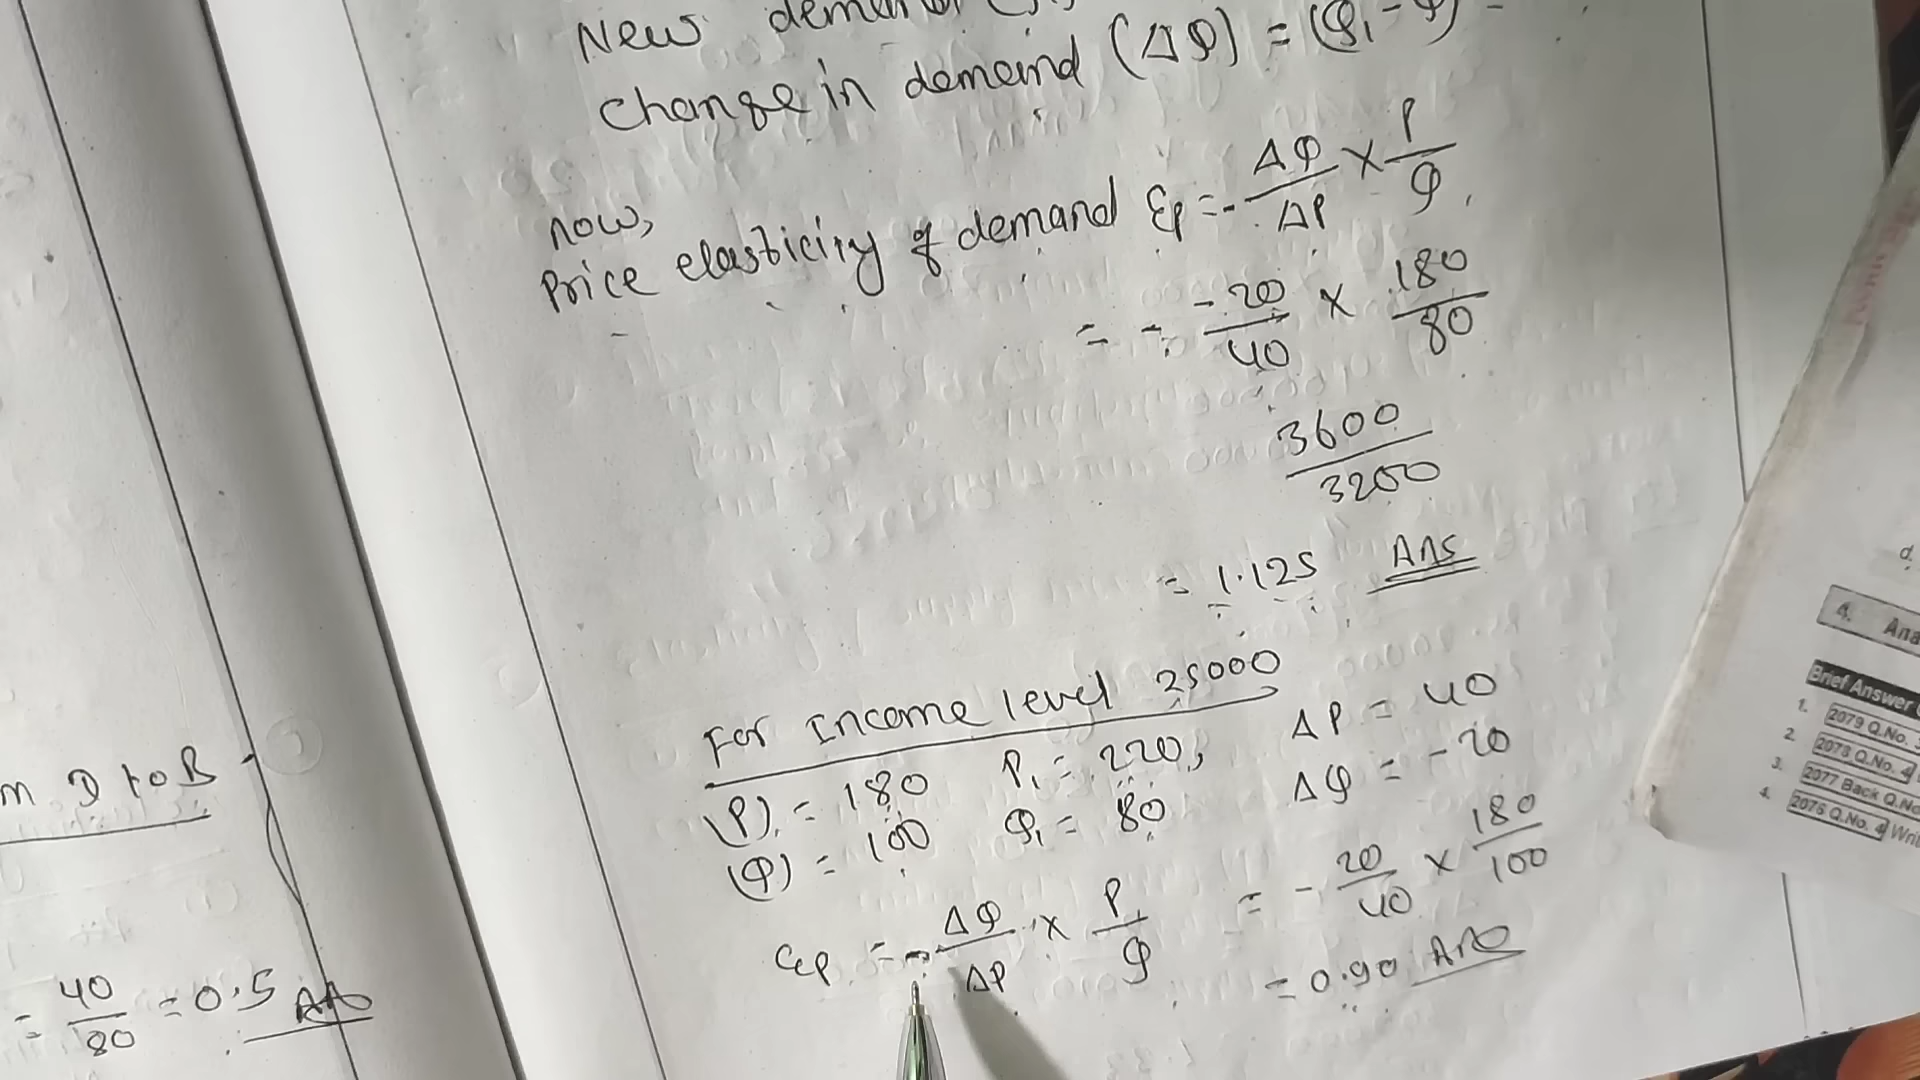 New demand
Change in demand (ΔQ) = (Q₁ - Q) =
now,
Price elasticity of demand Ep = - ΔQ/ΔP × P/Q
= - -20/40 × 180/80
3600/3200
= 1.125 Ans
For Income level 25000
(P) = 180 P₁ = 220, ΔP = 40
(Q) = 100 Q₁ = 80 ΔQ = -20
Ep = - ΔQ/ΔP × P/Q = - 20/40 × 180/100
= 0.90 Ans
D to B
= 40/80 = 0.5 Ans
d.
4. Ana
Brief Answer
1. 2079 Q.No.
2. 2078 Q.No. 4
3. 2077 Back Q.No
4. 2076 Q.No. 4 Writ